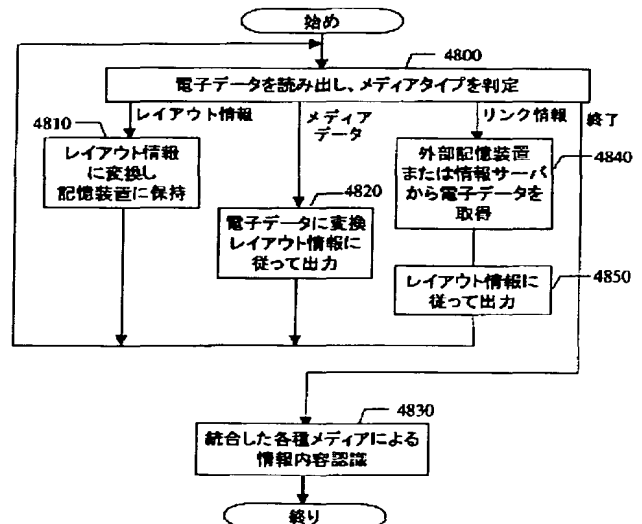 始め
4800
電子データを読み出し、メディアタイプを判定
レイアウト情報
メディア
データ
リンク情報
終了
4810
レイアウト情報
に変換し
記憶装置に保持
4820
電子データに変換
レイアウト情報に
従って出力
4840
外部記憶装置
または情報サーバ
から電子データを
取得
4850
レイアウト情報に
従って出力
4830
統合した各種メディアによる
情報内容認識
終り